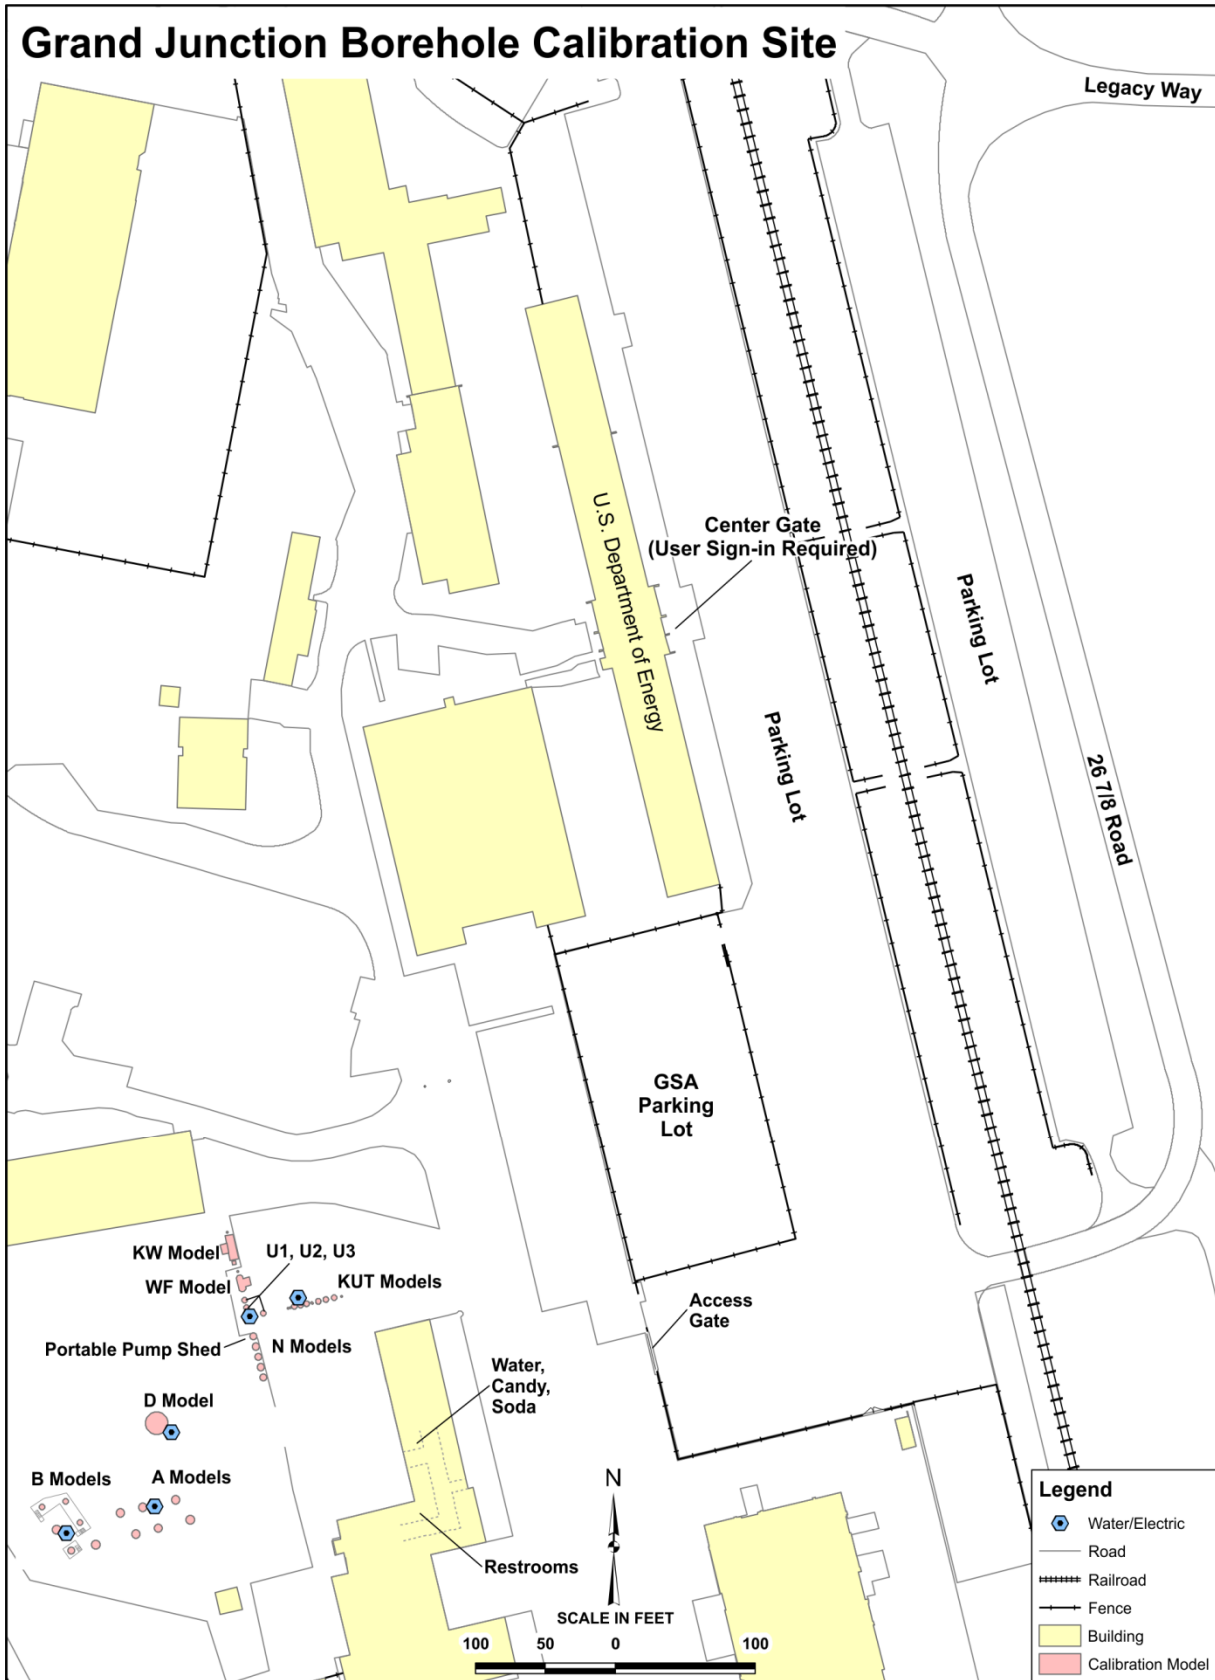 Grand Junction Borehole Calibration Site
Legacy Way
U.S. Department of Energy
Center Gate
(User Sign-in Required)
Parking Lot
Parking Lot
26 7/8 Road
GSA
Parking
Lot
KW Model
U1, U2, U3
WF Model
KUT Models
Access
Gate
Portable Pump Shed
N Models
Water,
Candy,
Soda
D Model
B Models
A Models
Restrooms
N
SCALE IN FEET
100 50 0 100
Legend
Water/Electric
Road
Railroad
Fence
Building
Calibration Model